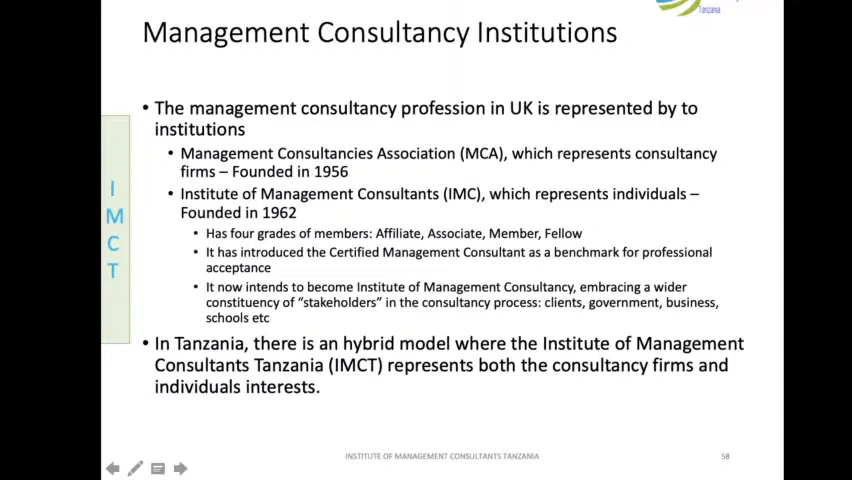 Tanzania
Management Consultancy Institutions
• The management consultancy profession in UK is represented by to
institutions
• Management Consultancies Association (MCA), which represents consultancy
firms – Founded in 1956
• Institute of Management Consultants (IMC), which represents individuals –
Founded in 1962
• Has four grades of members: Affiliate, Associate, Member, Fellow
• It has introduced the Certified Management Consultant as a benchmark for professional
acceptance
• It now intends to become Institute of Management Consultancy, embracing a wider
constituency of “stakeholders” in the consultancy process: clients, government, business,
schools etc
• In Tanzania, there is an hybrid model where the Institute of Management
Consultants Tanzania (IMCT) represents both the consultancy firms and
individuals interests.
I
M
C
T
INSTITUTE OF MANAGEMENT CONSULTANTS TANZANIA
58